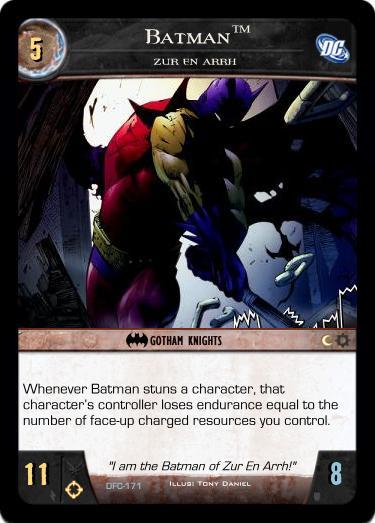 5
BATMAN™
ZUR EN ARRH
DC
GOTHAM KNIGHTS
Whenever Batman stuns a character, that
character's controller loses endurance equal to the
number of face-up charged resources you control.
"I am the Batman of Zur En Arrh!"
11
DFC-171
ILLUS: TONY DANIEL
8